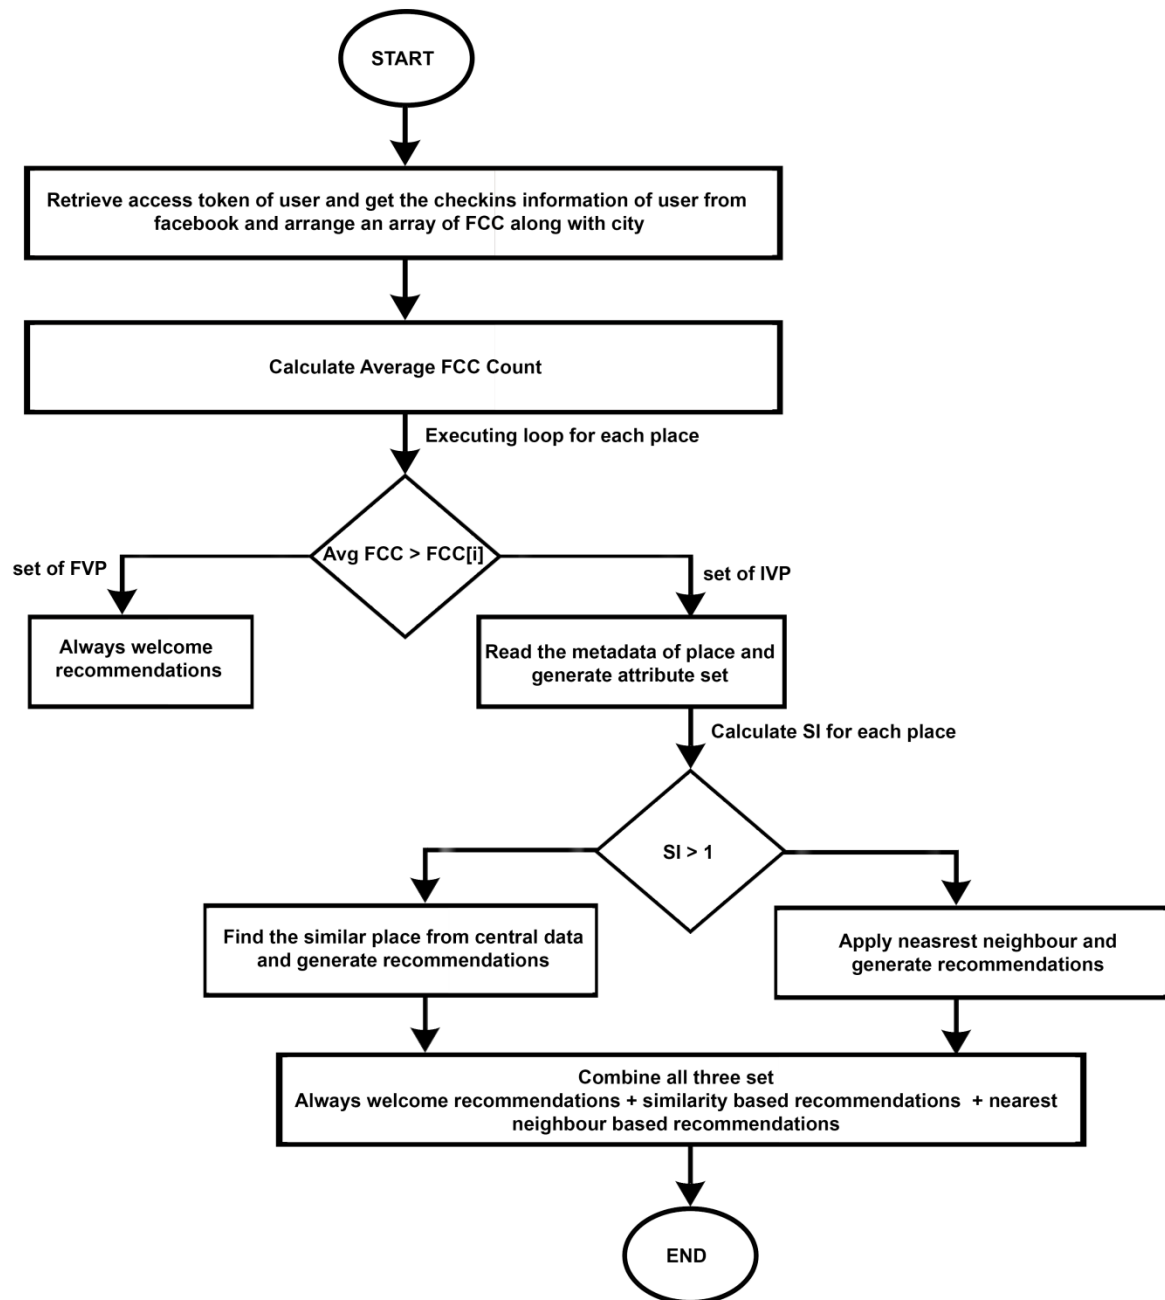 START
Retrieve access token of user and get the checkins information of user from
facebook and arrange an array of FCC along with city
Calculate Average FCC Count
Executing loop for each place
Avg FCC > FCC[i]
set of FVP
set of IVP
Always welcome
recommendations
Read the metadata of place and
generate attribute set
Calculate SI for each place
SI > 1
Find the similar place from central data
and generate recommendations
Apply neasrest neighbour and
generate recommendations
Combine all three set
Always welcome recommendations + similarity based recommendations + nearest
neighbour based recommendations
END